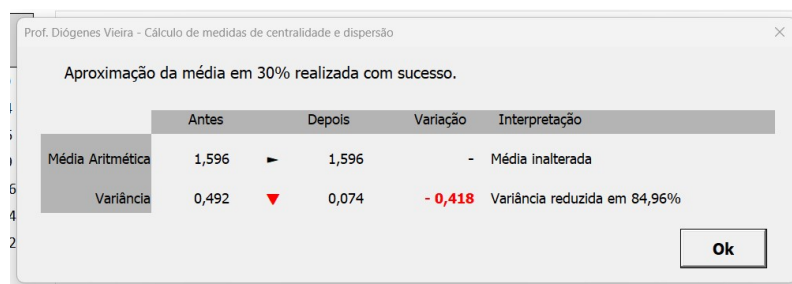 Prof. Diógenes Vieira - Cálculo de medidas de centralidade e dispersão
Aproximação da média em 30% realizada com sucesso.
Antes Depois Variação Interpretação
Média Aritmética 1,596 ► 1,596 - Média inalterada
Variância 0,492 ▼ 0,074 - 0,418 Variância reduzida em 84,96%
Ok